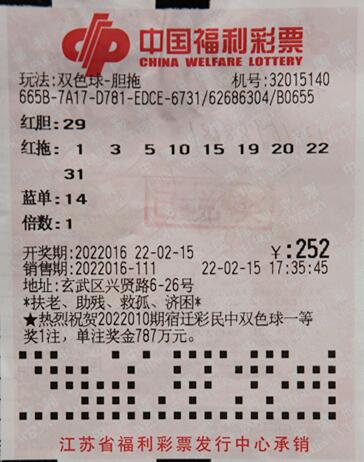 中国福利彩票
CHINA WELFARE LOTTERY
玩法:双色球-胆拖 机号:32015140
665B-7A17-D781-EDCE-6731/62686304/B0655
红胆:29
红拖: 1 3 5 10 15 19 20 22
31
蓝单:14
倍数:1
开奖期:2022016 22-02-15 ¥:252
销售期:2022016-111 22-02-15 17:35:45
地址:玄武区兴贤路6-26号
*扶老、助残、救孤、济困*
★热烈祝贺2022010期宿迁彩民中双色球一等
奖1注，单注奖金787万元。
江苏省福利彩票发行中心承销